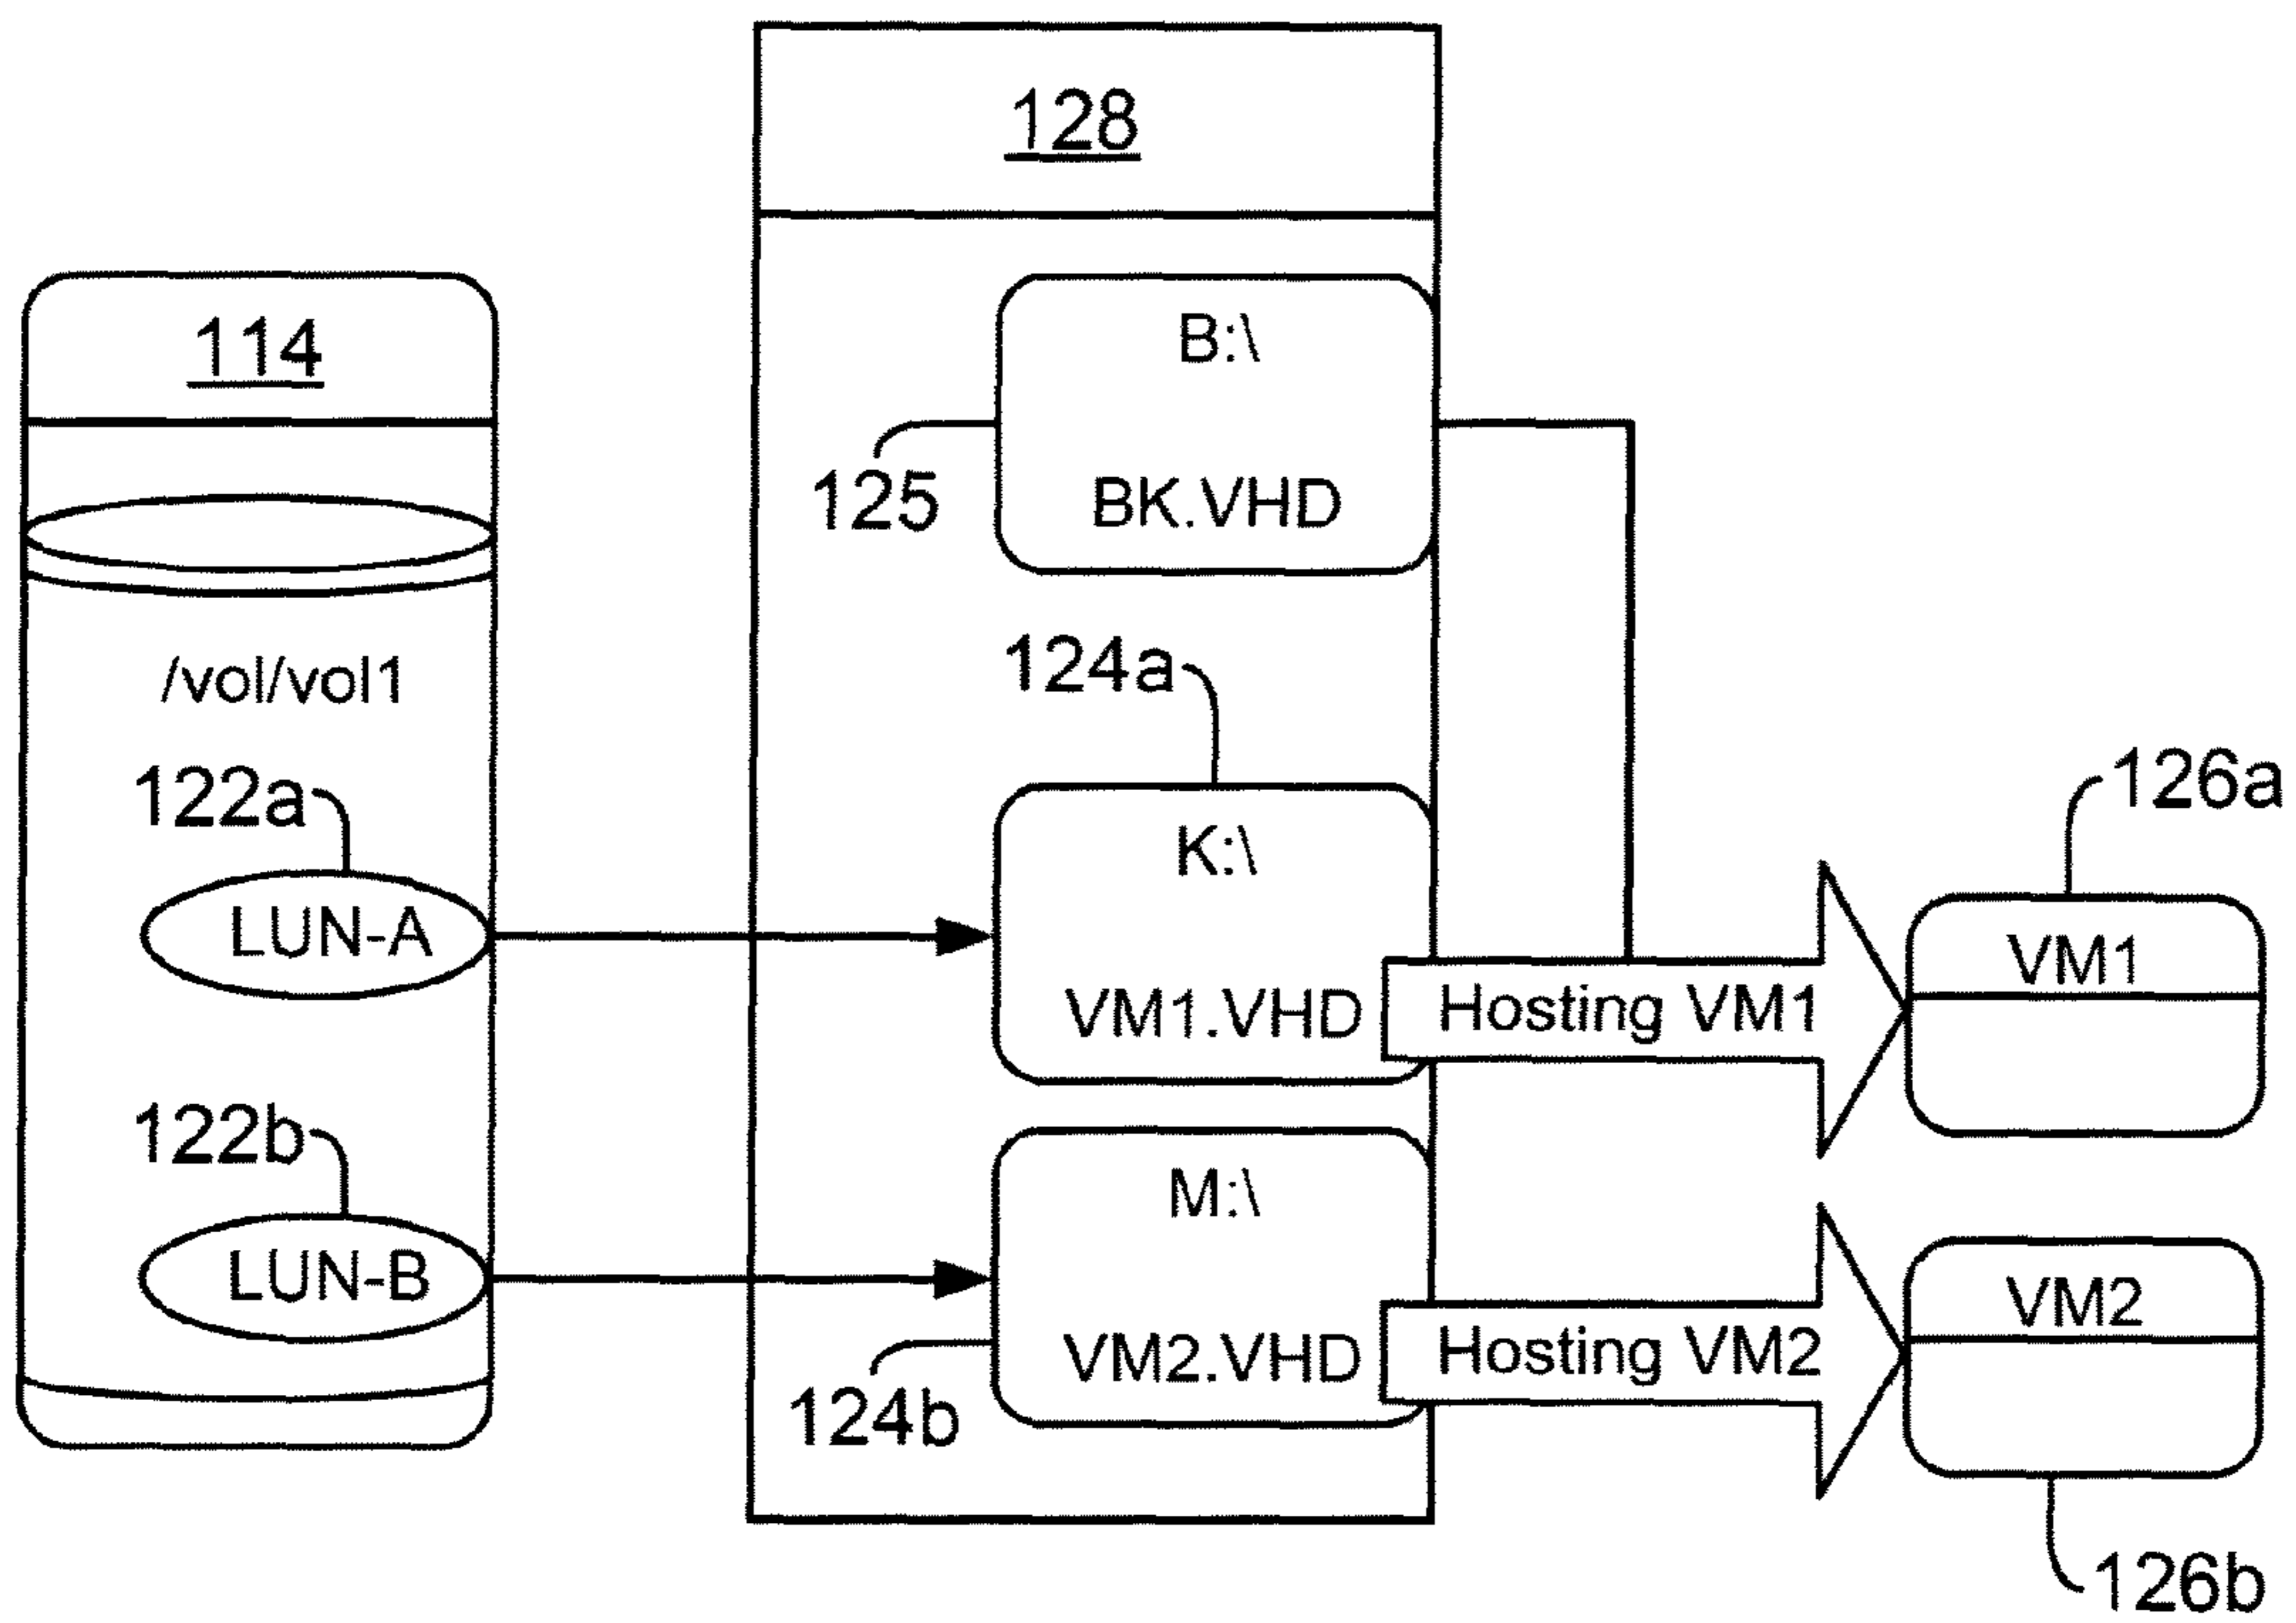 128
114
B:\
125
BK.VHD
/vol/vol1
124a
122a
126a
K:\
LUN-A
VM1
VM1.VHD
Hosting VM1
122b
M:\
LUN-B
VM2
VM2.VHD
Hosting VM2
124b
126b